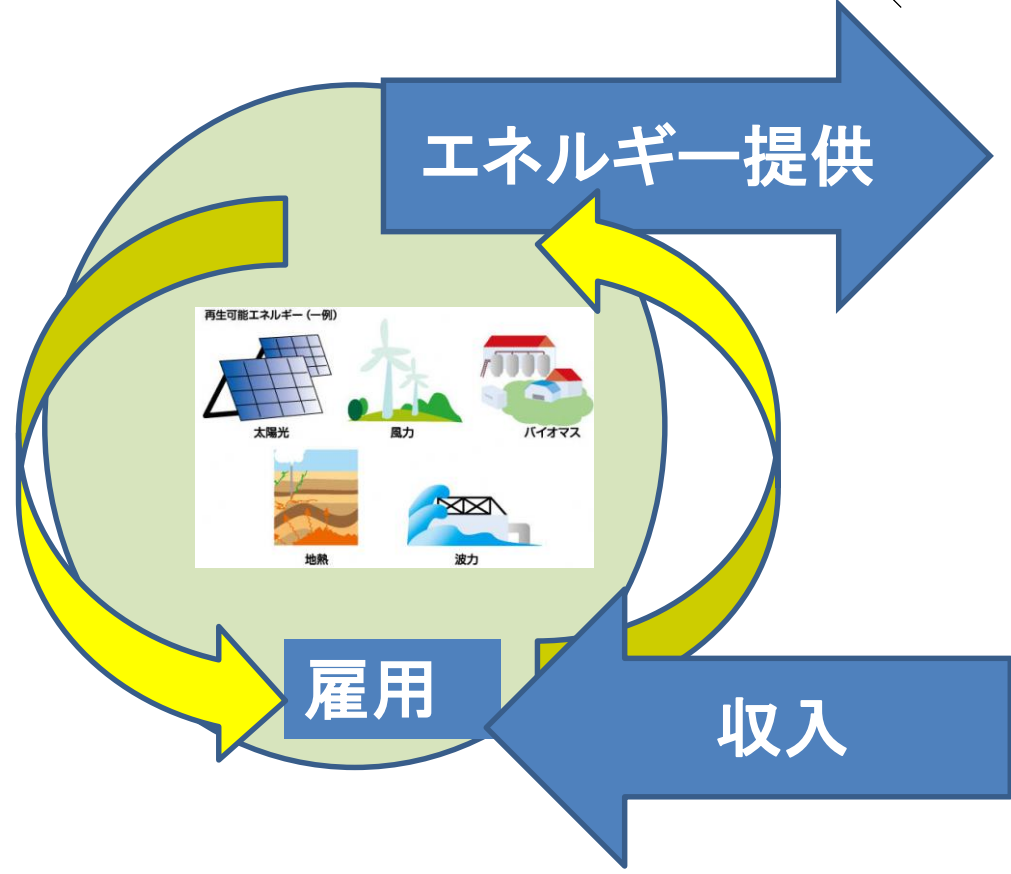 エネルギー提供
再生可能エネルギー（一例）
太陽光
風力
バイオマス
地熱
波力
雇用
収入